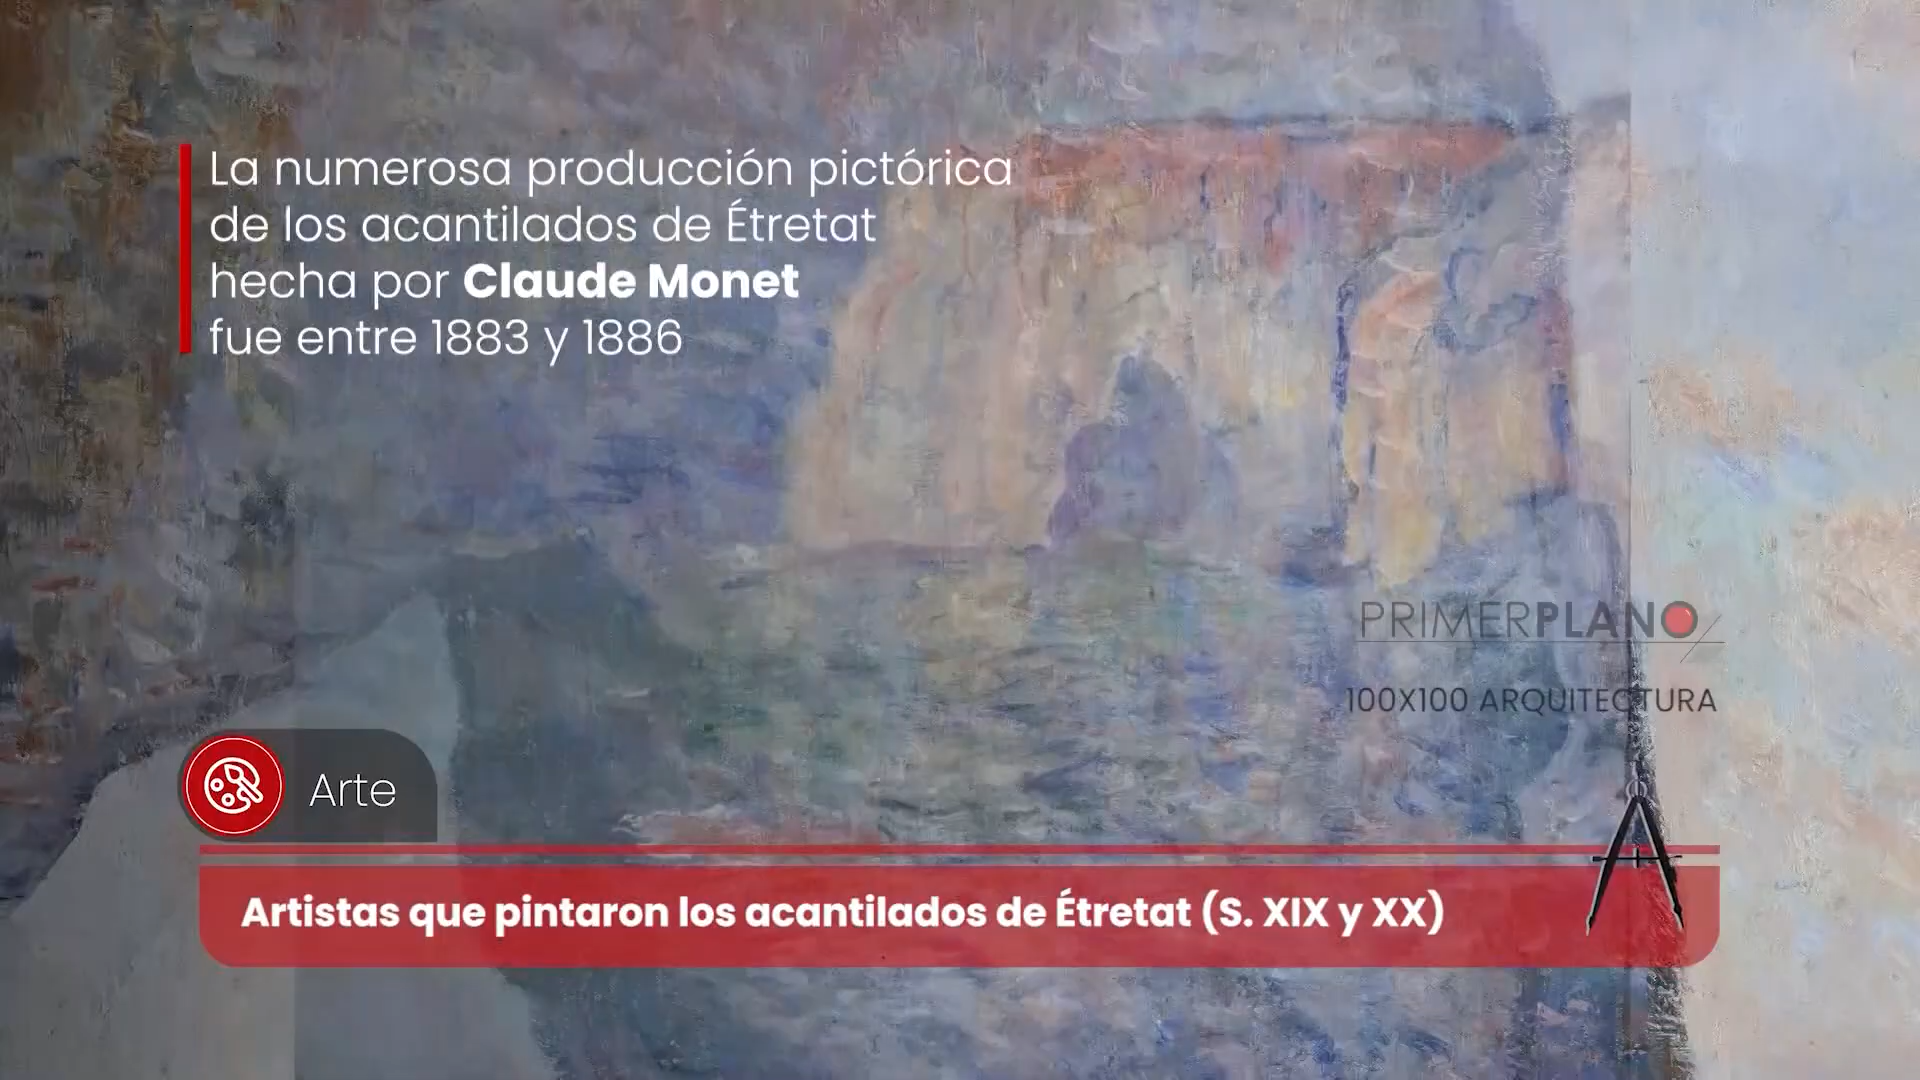 La numerosa producción pictórica
de los acantilados de Étretat
hecha por Claude Monet
fue entre 1883 y 1886
PRIMERPLANO
100X100 ARQUITECTURA
Arte
Artistas que pintaron los acantilados de Étretat (S. XIX y XX)